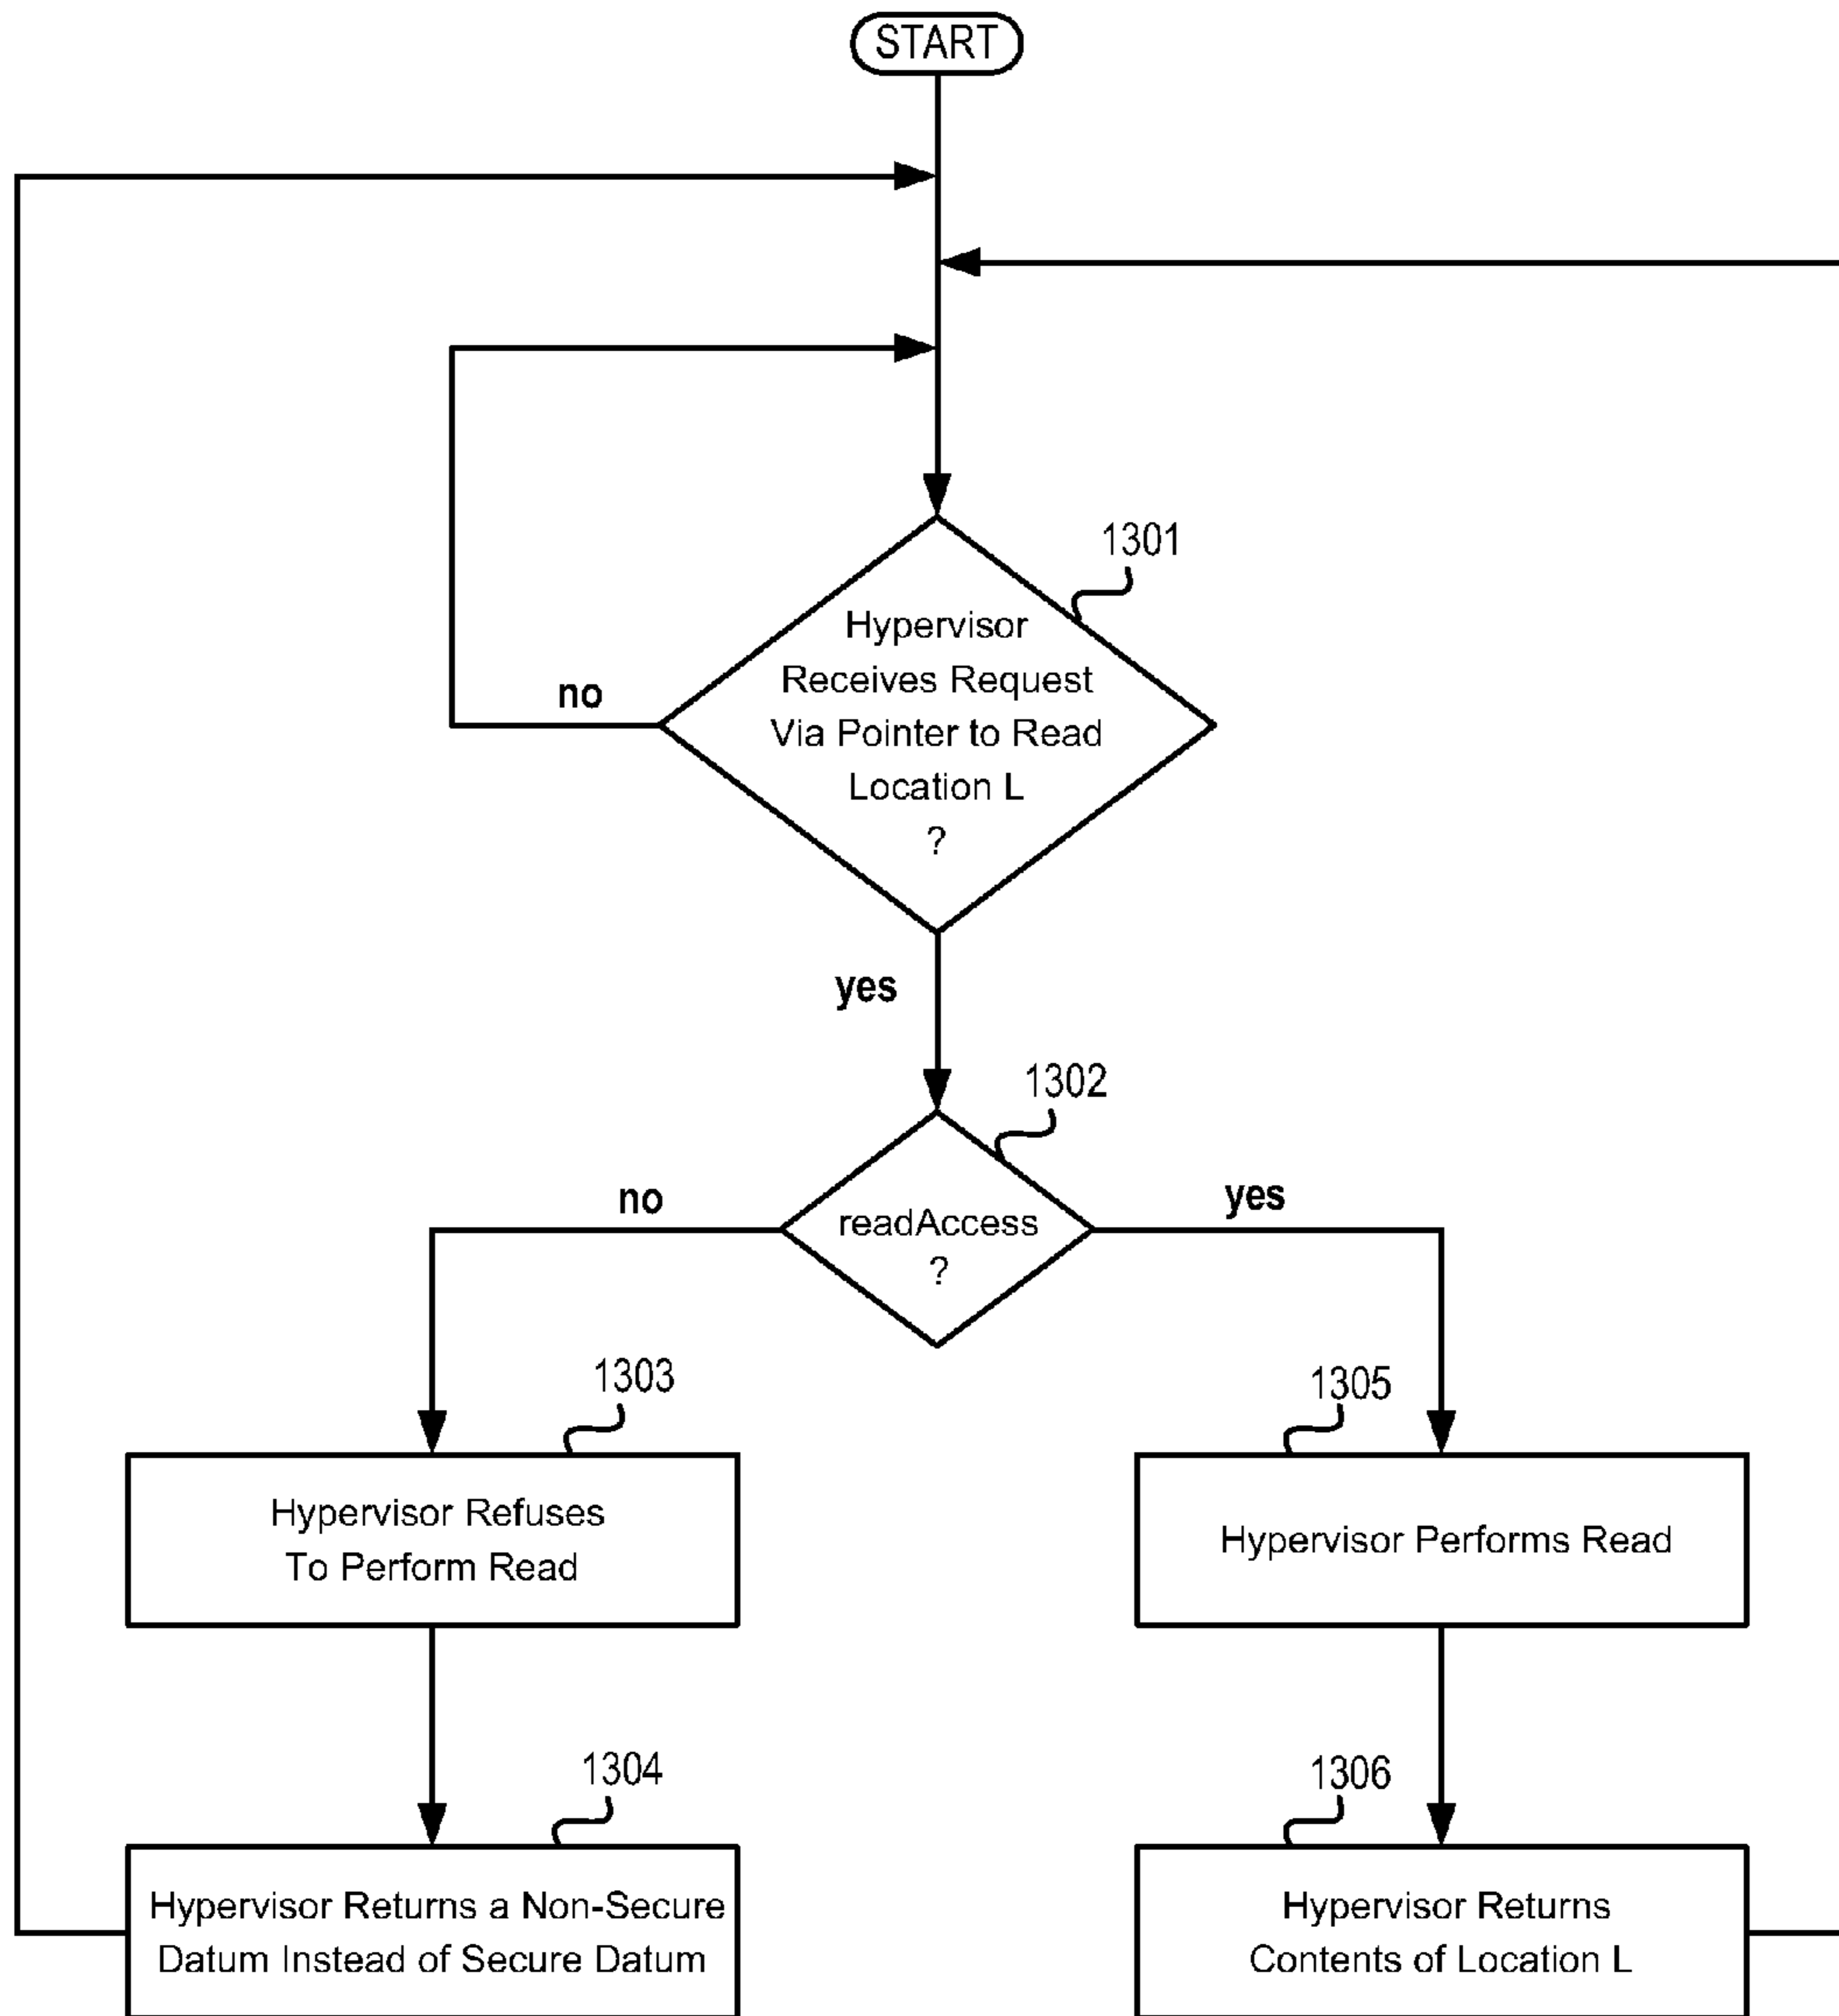 START
1301
Hypervisor
Receives Request
Via Pointer to Read
Location L
?
no
yes
1302
readAccess
?
no
yes
1303
Hypervisor Refuses
To Perform Read
1305
Hypervisor Performs Read
1304
Hypervisor Returns a Non-Secure
Datum Instead of Secure Datum
1306
Hypervisor Returns
Contents of Location L